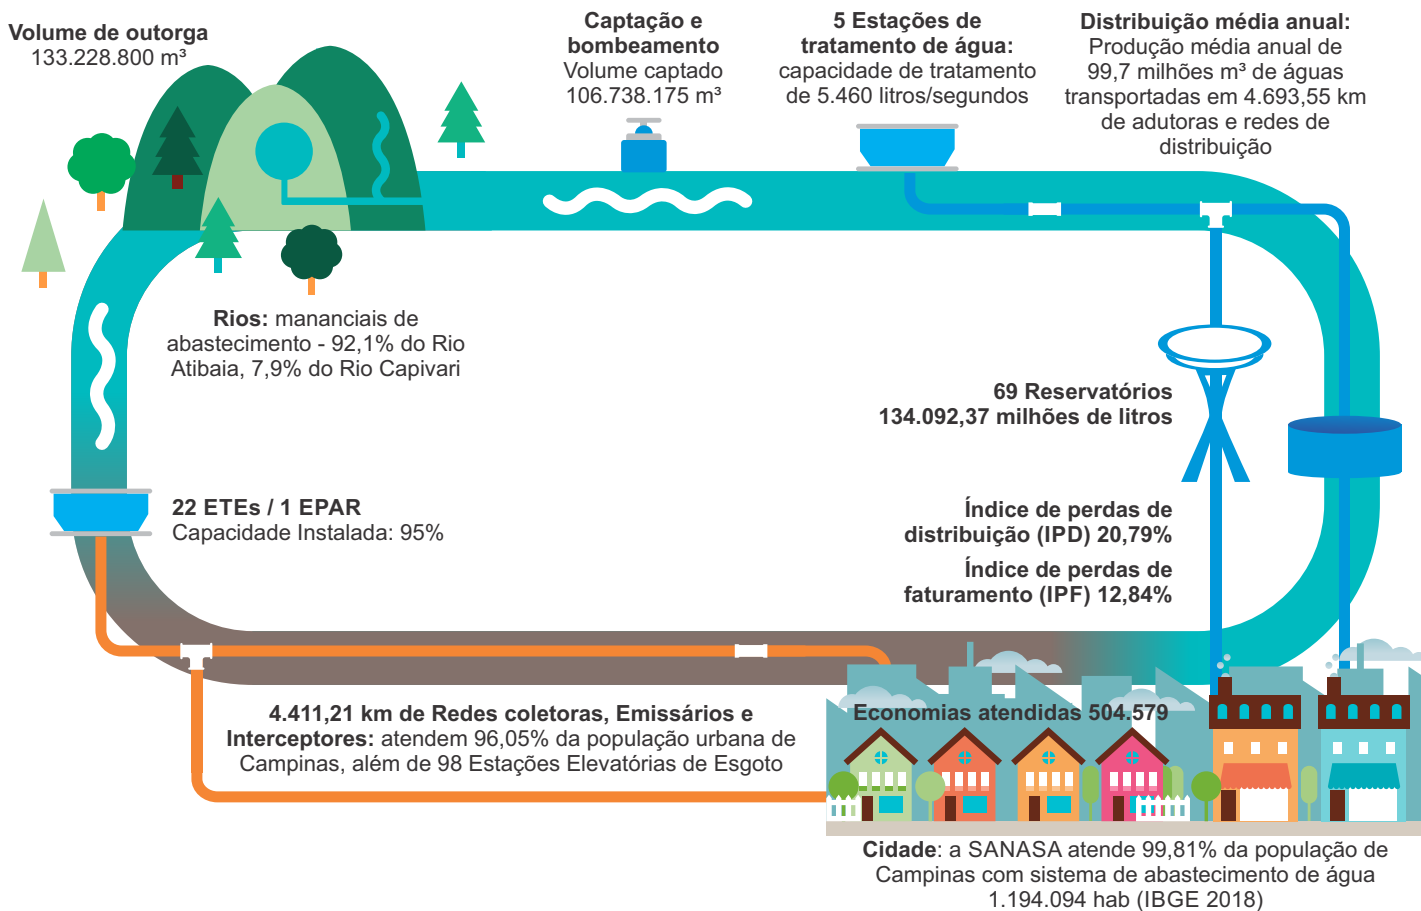 Volume de outorga
133.228.800 m³
Captação e
bombeamento
Volume captado
106.738.175 m³
5 Estações de
tratamento de água:
capacidade de tratamento
de 5.460 litros/segundos
Distribuição média anual:
Produção média anual de
99,7 milhões m³ de águas
transportadas em 4.693,55 km
de adutoras e redes de
distribuição
Rios: mananciais de
abastecimento - 92,1% do Rio
Atibaia, 7,9% do Rio Capivari
69 Reservatórios
134.092,37 milhões de litros
22 ETEs / 1 EPAR
Capacidade Instalada: 95%
Índice de perdas de
distribuição (IPD) 20,79%
Índice de perdas de
faturamento (IPF) 12,84%
4.411,21 km de Redes coletoras, Emissários e
Interceptores: atendem 96,05% da população urbana de
Campinas, além de 98 Estações Elevatórias de Esgoto
Economias atendidas 504.579
Cidade: a SANASA atende 99,81% da população de
Campinas com sistema de abastecimento de água
1.194.094 hab (IBGE 2018)